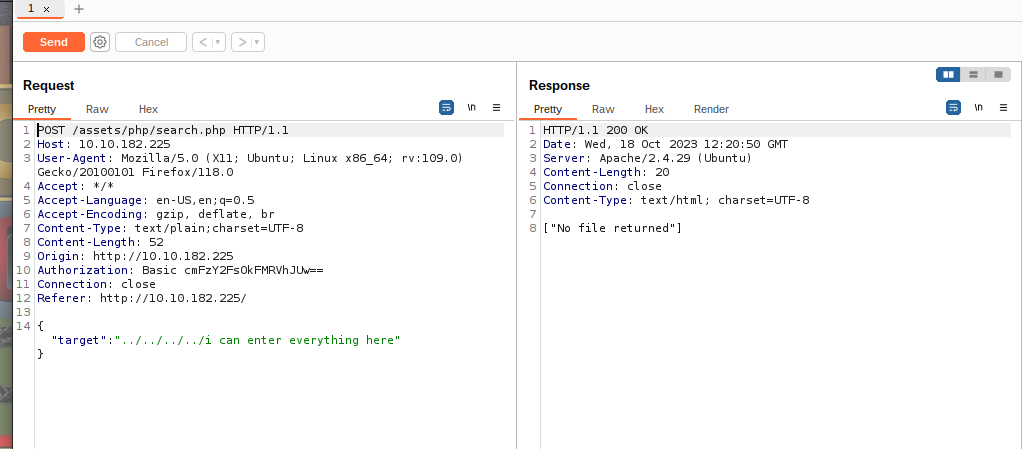 1 × +
Send Cancel < >
Request
Pretty Raw Hex \n
1 POST /assets/php/search.php HTTP/1.1
2 Host: 10.10.182.225
3 User-Agent: Mozilla/5.0 (X11; Ubuntu; Linux x86_64; rv:109.0)
Gecko/20100101 Firefox/118.0
4 Accept: */*
5 Accept-Language: en-US,en;q=0.5
6 Accept-Encoding: gzip, deflate, br
7 Content-Type: text/plain;charset=UTF-8
8 Content-Length: 52
9 Origin: http://10.10.182.225
10 Authorization: Basic cmFzY2FsOkFMRVhJUw==
11 Connection: close
12 Referer: http://10.10.182.225/
13
14 {
"target":"../../../../i can enter everything here"
}
Response
Pretty Raw Hex Render \n
1 HTTP/1.1 200 OK
2 Date: Wed, 18 Oct 2023 12:20:50 GMT
3 Server: Apache/2.4.29 (Ubuntu)
4 Content-Length: 20
5 Connection: close
6 Content-Type: text/html; charset=UTF-8
7
8 ["No file returned"]